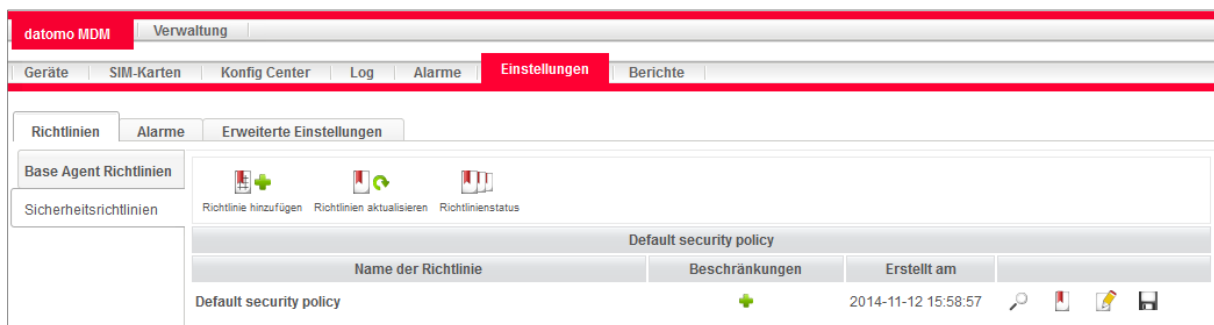 datomo MDM Verwaltung
Geräte SIM-Karten Konfig Center Log Alarme Einstellungen Berichte
Richtlinien Alarme Erweiterte Einstellungen
Base Agent Richtlinien
Sicherheitsrichtlinien
Richtlinie hinzufügen Richtlinien aktualisieren Richtlinienstatus
Default security policy
Name der Richtlinie Beschränkungen Erstellt am
Default security policy 2014-11-12 15:58:57